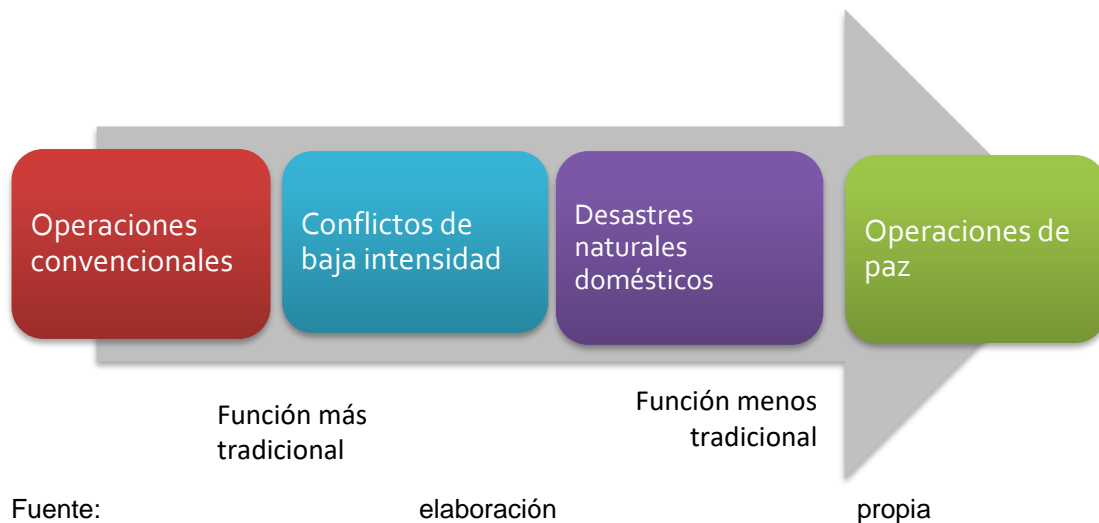 Operaciones
convencionales
Conflictos de
baja intensidad
Desastres
naturales
domésticos
Operaciones de
paz
Función más
tradicional
Función menos
tradicional
Fuente: elaboración propia